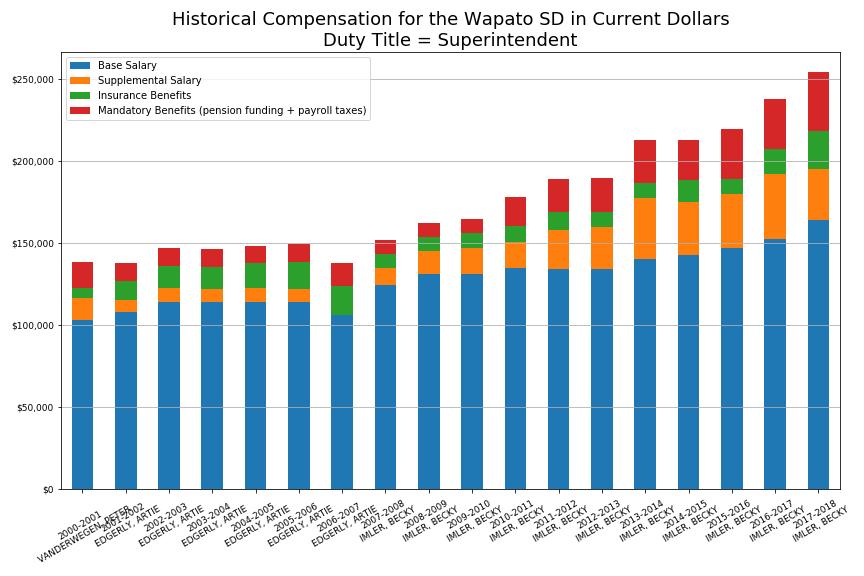 Historical Compensation for the Wapato SD in Current Dollars
Duty Title = Superintendent
Base Salary
Supplemental Salary
Insurance Benefits
Mandatory Benefits (pension funding + payroll taxes)
$250,000
$200,000
$150,000
$100,000
$50,000
$0
2000-2001
VANDERWEGEN, PETER
2001-2002
EDGERLY, ARTIE
2002-2003
EDGERLY, ARTIE
2003-2004
EDGERLY, ARTIE
2004-2005
EDGERLY, ARTIE
2005-2006
EDGERLY, ARTIE
2006-2007
EDGERLY, ARTIE
2007-2008
IMLER, BECKY
2008-2009
IMLER, BECKY
2009-2010
IMLER, BECKY
2010-2011
IMLER, BECKY
2011-2012
IMLER, BECKY
2012-2013
IMLER, BECKY
2013-2014
IMLER, BECKY
2014-2015
IMLER, BECKY
2015-2016
IMLER, BECKY
2016-2017
IMLER, BECKY
2017-2018
IMLER, BECKY